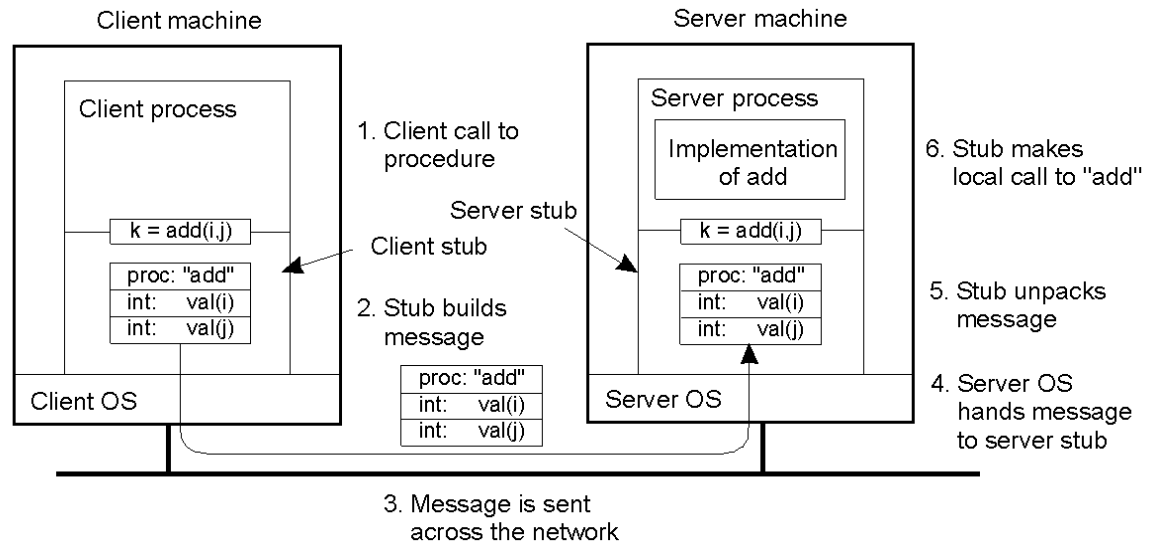 Client machine
Server machine
Client process
1. Client call to
procedure
k = add(i,j)
Client stub
proc: "add"
int: val(i)
int: val(j)
2. Stub builds
message
proc: "add"
int: val(i)
int: val(j)
Client OS
3. Message is sent
across the network
Server process
Implementation
of add
Server stub
k = add(i,j)
proc: "add"
int: val(i)
int: val(j)
Server OS
6. Stub makes
local call to "add"
5. Stub unpacks
message
4. Server OS
hands message
to server stub